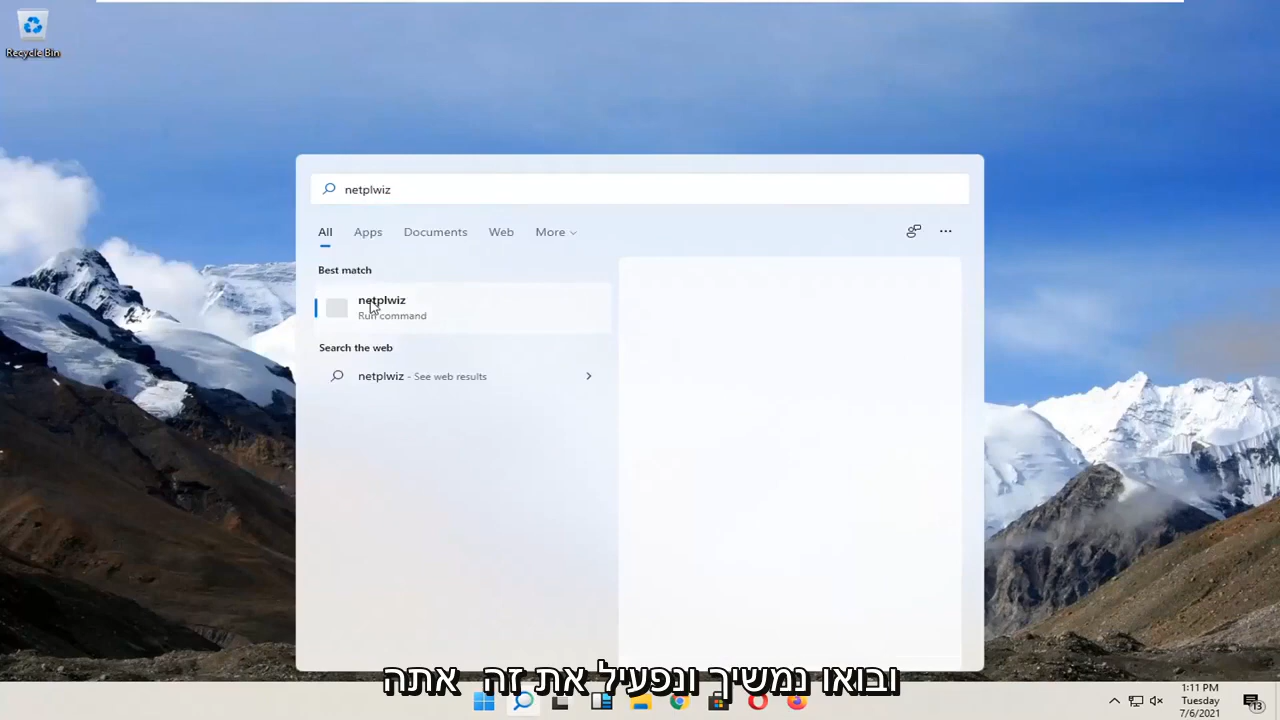 Recycle Bin
netplwiz
All Apps Documents Web More
Best match
netplwiz
Run command
Search the web
netplwiz - See web results
ובואו נמשיך ונפעיל את זה אתה
1:11 PM
Tuesday
7/6/2021
13